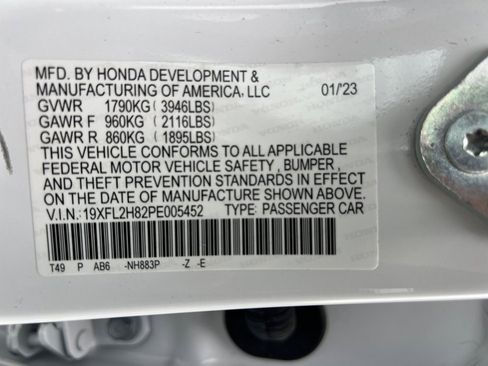 MFD. BY HONDA DEVELOPMENT &
MANUFACTURING OF AMERICA, LLC 01/'23
GVWR 1790KG (3946LBS)
GAWR F 960KG (2116LBS)
GAWR R 860KG (1895LBS)
THIS VEHICLE CONFORMS TO ALL APPLICABLE
FEDERAL MOTOR VEHICLE SAFETY , BUMPER ,
AND THEFT PREVENTION STANDARDS IN EFFECT
ON THE DATE OF MANUFACTURE SHOWN ABOVE.
V.I.N.:19XFL2H82PE005452 TYPE: PASSENGER CAR
T49 P AB6 -NH883P -Z -E